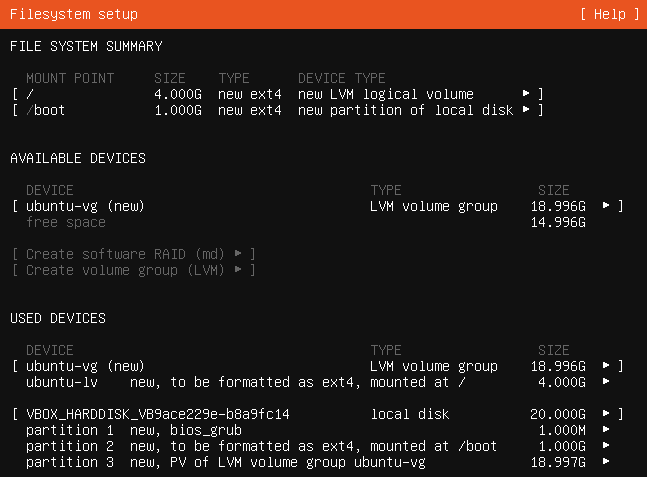 Filesystem setup [ Help ]
FILE SYSTEM SUMMARY
MOUNT POINT SIZE TYPE DEVICE TYPE
[ / 4.000G new ext4 new LVM logical volume ▸ ]
[ /boot 1.000G new ext4 new partition of local disk ▸ ]
AVAILABLE DEVICES
DEVICE TYPE SIZE
[ ubuntu-vg (new) LVM volume group 18.996G ▸ ]
free space 14.996G
[ Create software RAID (md) ▸ ]
[ Create volume group (LVM) ▸ ]
USED DEVICES
DEVICE TYPE SIZE
[ ubuntu-vg (new) LVM volume group 18.996G ▸ ]
ubuntu-lv new, to be formatted as ext4, mounted at / 4.000G ▸
[ VBOX_HARDDISK_VB9ace229e-b8a9fc14 local disk 20.000G ▸ ]
partition 1 new, bios_grub 1.000M ▸
partition 2 new, to be formatted as ext4, mounted at /boot 1.000G ▸
partition 3 new, PV of LVM volume group ubuntu-vg 18.997G ▸